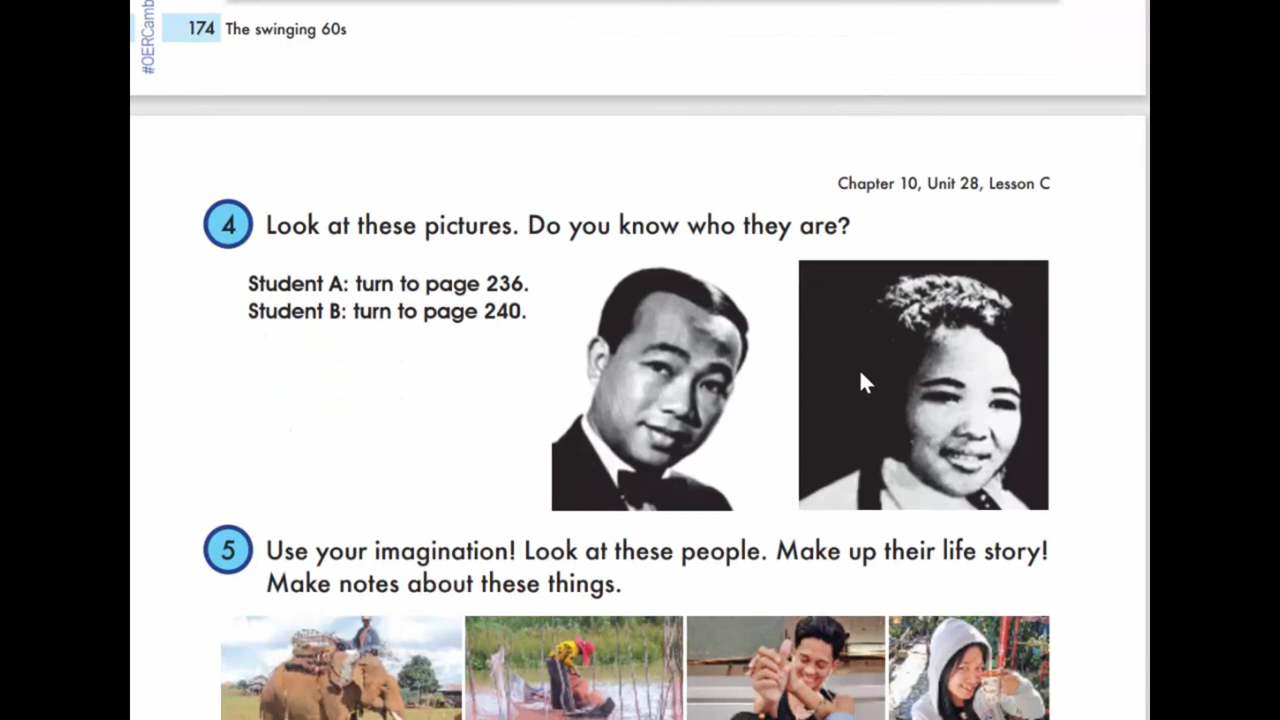 #OERCamb
174 The swinging 60s
Chapter 10, Unit 28, Lesson C
4 Look at these pictures. Do you know who they are?
Student A: turn to page 236.
Student B: turn to page 240.
5 Use your imagination! Look at these people. Make up their life story!
Make notes about these things.